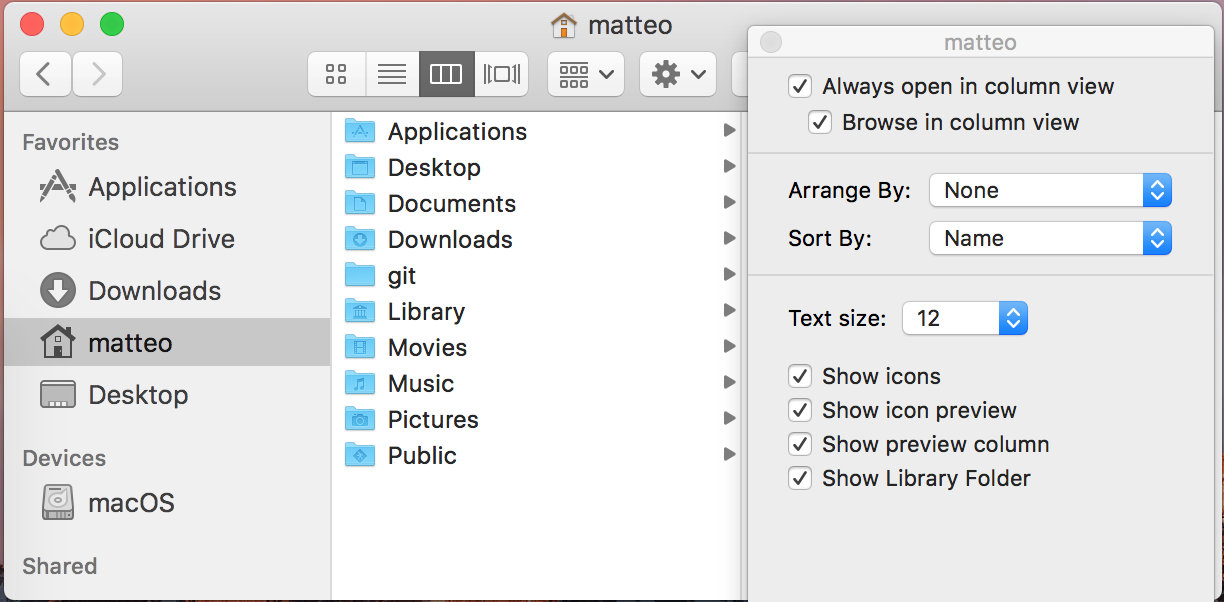 matteo
Favorites
Applications
iCloud Drive
Downloads
matteo
Desktop
Devices
macOS
Shared
Applications
Desktop
Documents
Downloads
git
Library
Movies
Music
Pictures
Public
matteo
Always open in column view
Browse in column view
Arrange By: None
Sort By: Name
Text size: 12
Show icons
Show icon preview
Show preview column
Show Library Folder